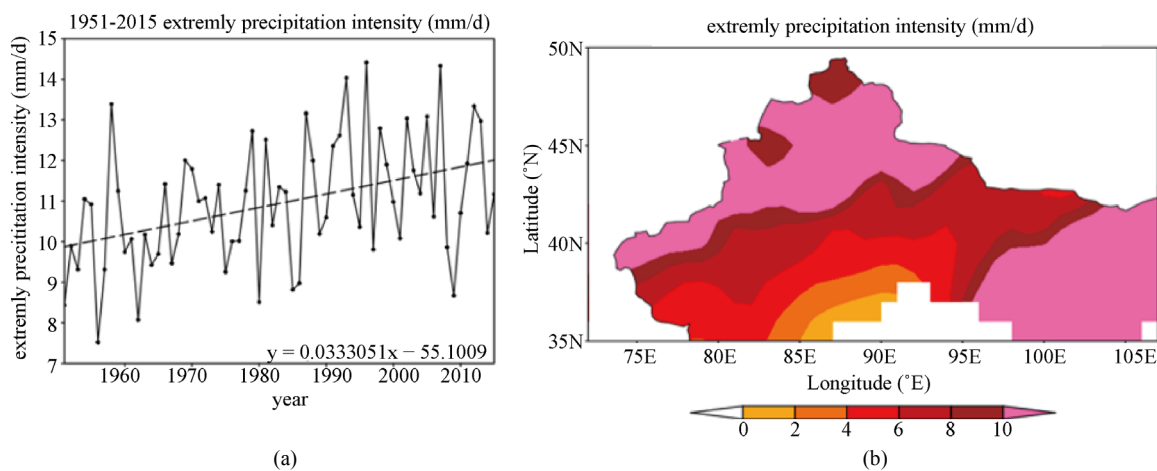 1951-2015 extremly precipitation intensity (mm/d)
15
14
13
12
11
10
9
8
7
extremly precititation intensity (mm/d)
y = 0.0333051x − 55.1009
1960 1970 1980 1990 2000 2010
year
(a)
extremly precipitation intensity (mm/d)
50N
45N
40N
35N
Latitude (°N)
75E 80E 85E 90E 95E 100E 105E
Longitude (°E)
0 2 4 6 8 10
(b)